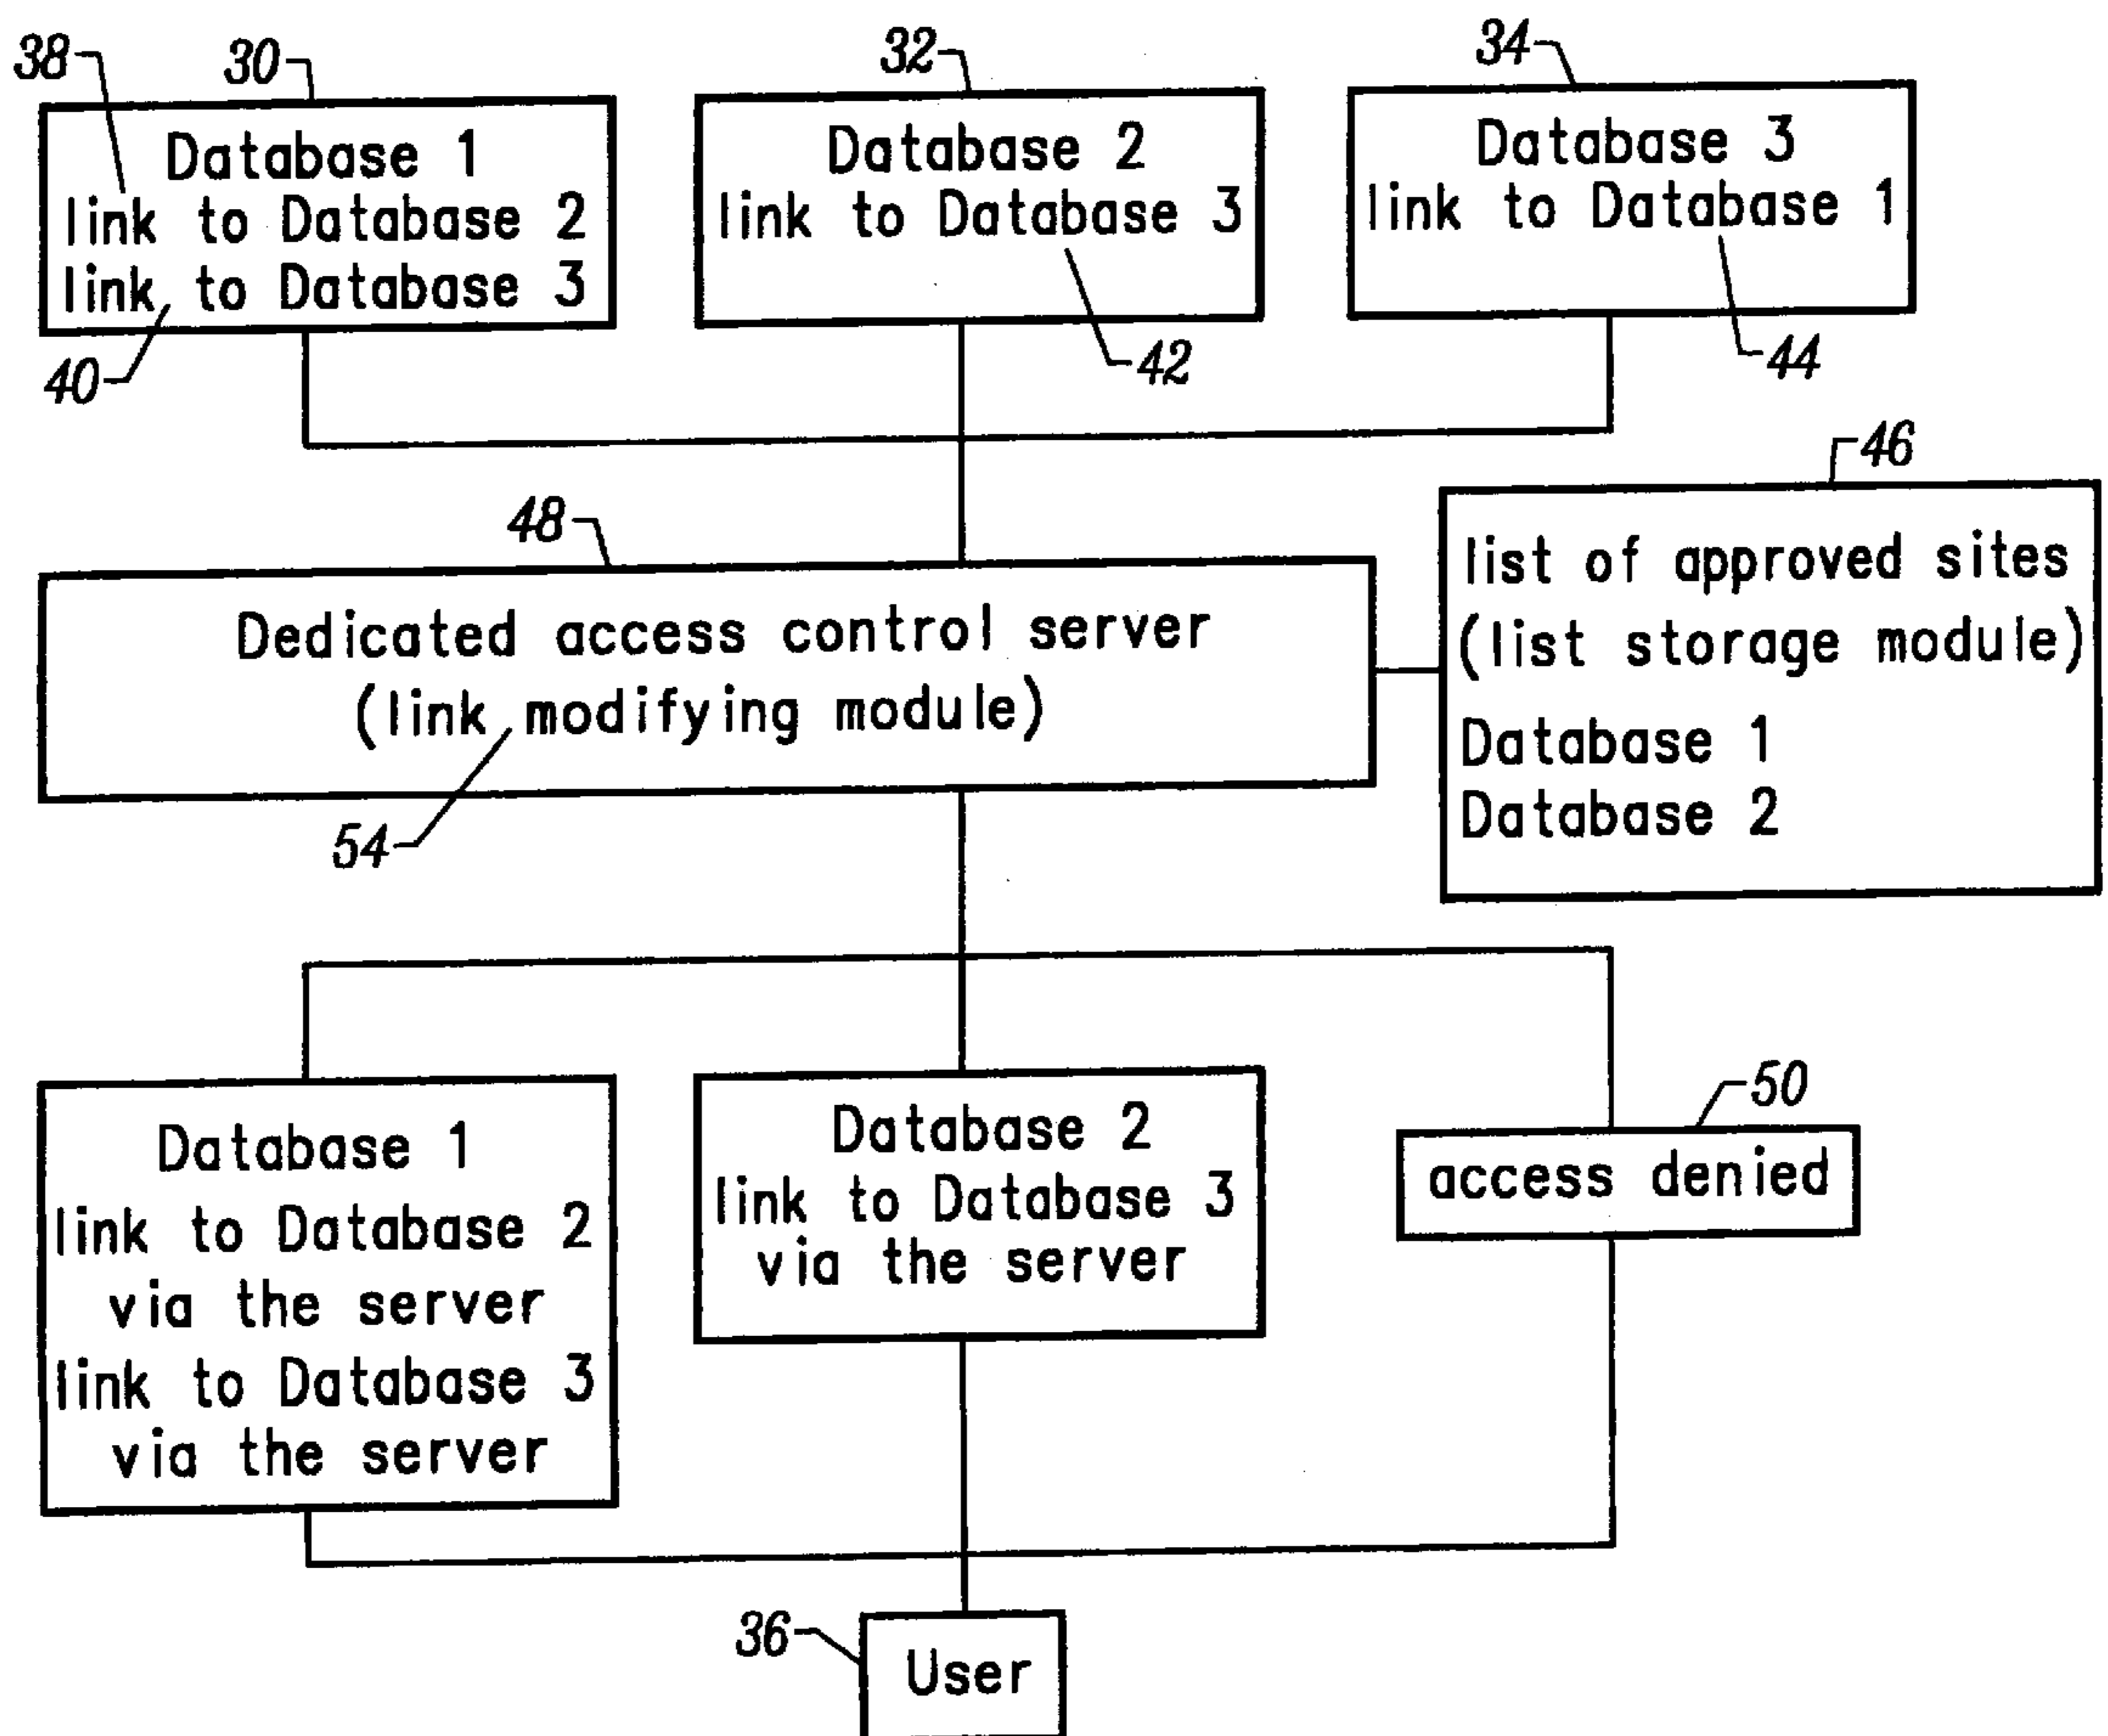 38
30
32
34
Database 1
link to Database 2
link to Database 3
Database 2
link to Database 3
Database 3
link to Database 1
40
42
44
46
48
list of approved sites
(list storage module)
Database 1
Database 2
Dedicated access control server
(link modifying module)
54
50
Database 1
link to Database 2
via the server
link to Database 3
via the server
Database 2
link to Database 3
via the server
access denied
36
User